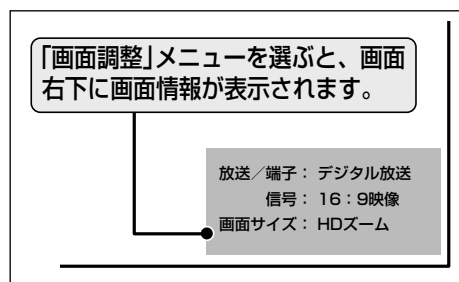 「画面調整」メニューを選ぶと、画面
右下に画面情報が表示されます。
放送／端子： デジタル放送
信号： 16：9映像
画面サイズ： HDズーム